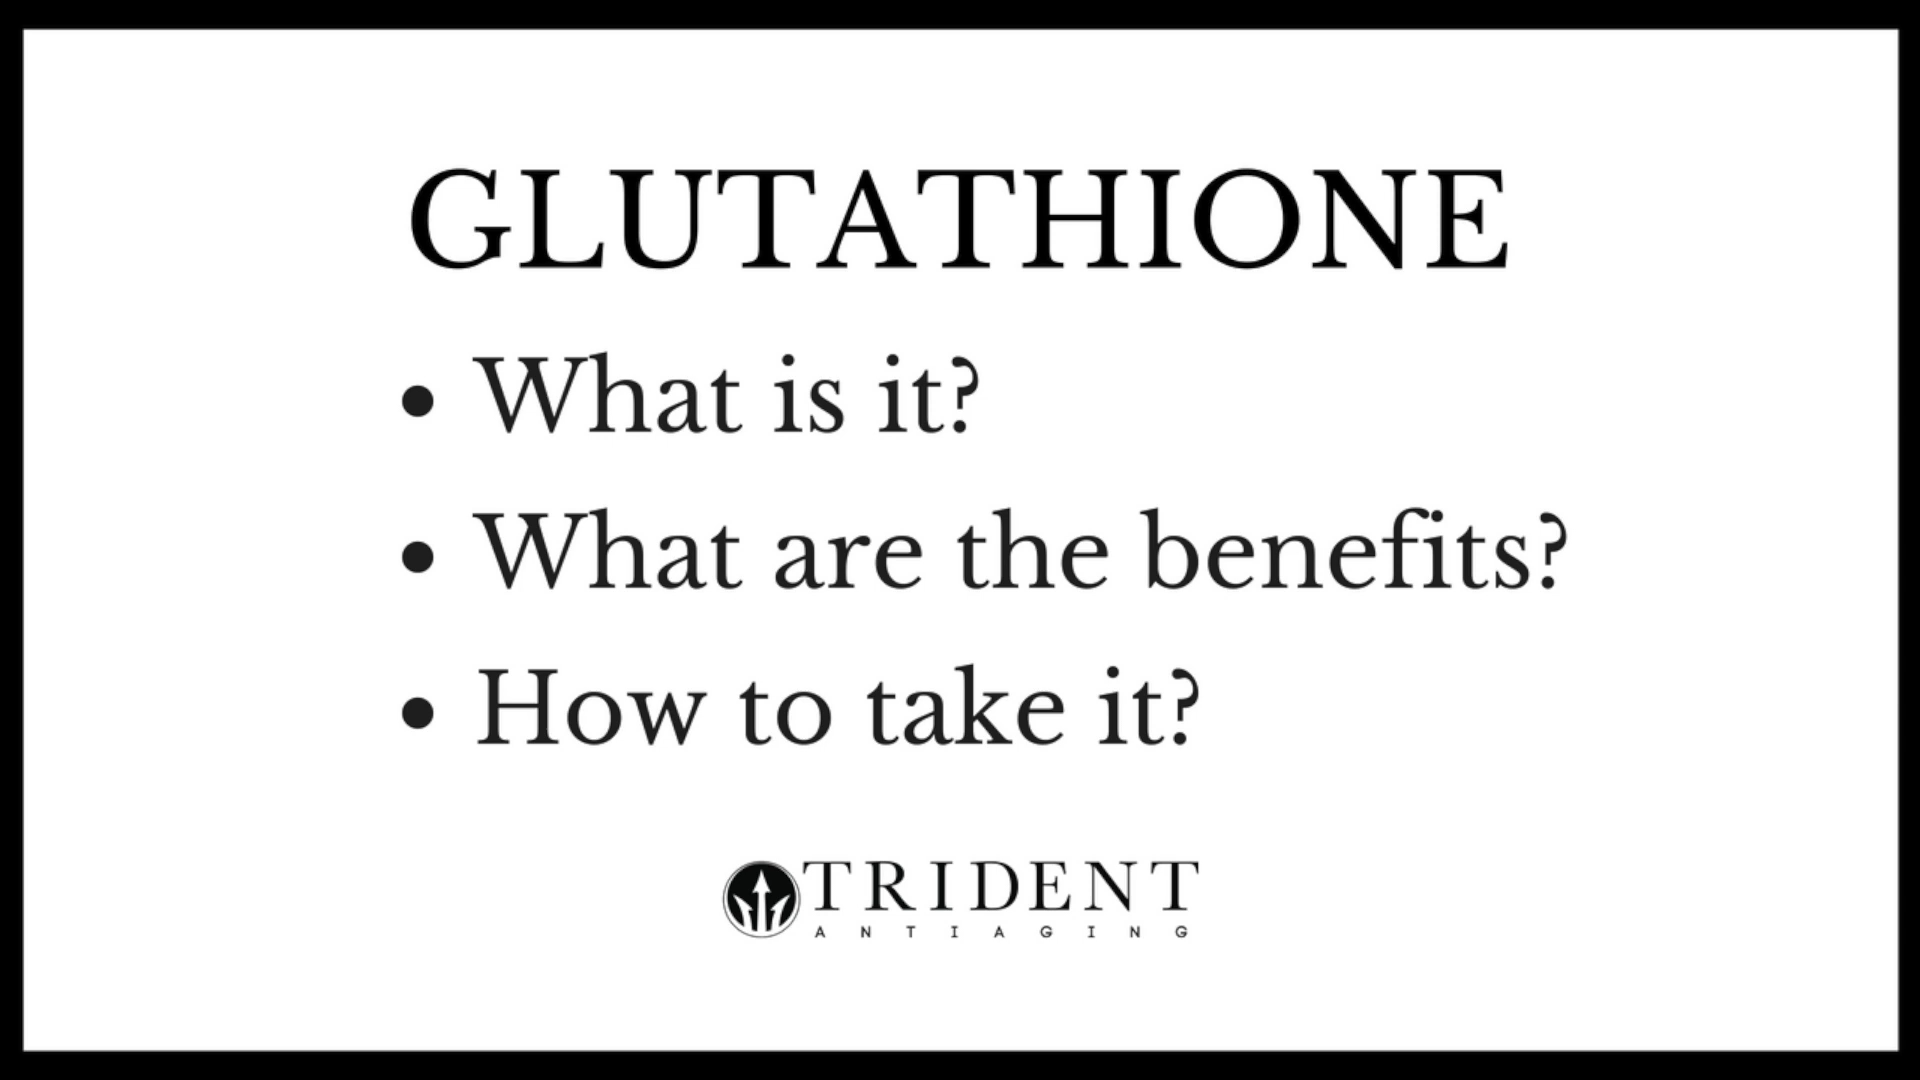 GLUTATHIONE
• What is it?
• What are the benefits?
• How to take it?
TRIDENT
ANTIAGING